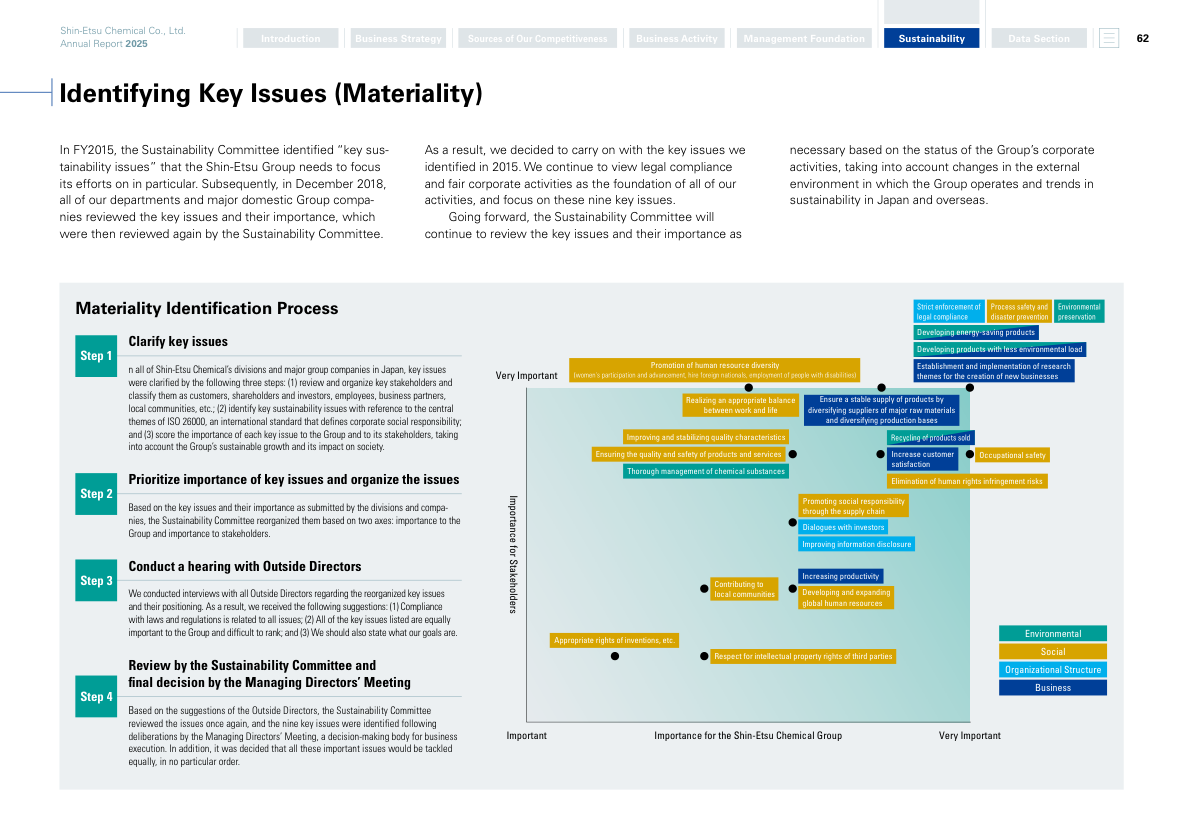 Shin-Etsu Chemical Co., Ltd.
Annual Report 2025
Introduction
Business Strategy
Sources of Our Competitiveness
Business Activity
Management Foundation
Sustainability
Data Section
62
Identifying Key Issues (Materiality)
In FY2015, the Sustainability Committee identified “key sus-
tainability issues” that the Shin-Etsu Group needs to focus
its efforts on in particular. Subsequently, in December 2018,
all of our departments and major domestic Group compa-
nies reviewed the key issues and their importance, which
were then reviewed again by the Sustainability Committee.
As a result, we decided to carry on with the key issues we
identified in 2015. We continue to view legal compliance
and fair corporate activities as the foundation of all of our
activities, and focus on these nine key issues.
Going forward, the Sustainability Committee will
continue to review the key issues and their importance as
necessary based on the status of the Group’s corporate
activities, taking into account changes in the external
environment in which the Group operates and trends in
sustainability in Japan and overseas.
Materiality Identification Process
Step 1
Clarify key issues
n all of Shin-Etsu Chemical’s divisions and major group companies in Japan, key issues
were clarified by the following three steps: (1) review and organize key stakeholders and
classify them as customers, shareholders and investors, employees, business partners,
local communities, etc.; (2) identify key sustainability issues with reference to the central
themes of ISO 26000, an international standard that defines corporate social responsibility;
and (3) score the importance of each key issue to the Group and to its stakeholders, taking
into account the Group’s sustainable growth and its impact on society.
Step 2
Prioritize importance of key issues and organize the issues
Based on the key issues and their importance as submitted by the divisions and compa-
nies, the Sustainability Committee reorganized them based on two axes: importance to the
Group and importance to stakeholders.
Step 3
Conduct a hearing with Outside Directors
We conducted interviews with all Outside Directors regarding the reorganized key issues
and their positioning. As a result, we received the following suggestions: (1) Compliance
with laws and regulations is related to all issues; (2) All of the key issues listed are equally
important to the Group and difficult to rank; and (3) We should also state what our goals are.
Step 4
Review by the Sustainability Committee and
final decision by the Managing Directors’ Meeting
Based on the suggestions of the Outside Directors, the Sustainability Committee
reviewed the issues once again, and the nine key issues were identified following
deliberations by the Managing Directors’ Meeting, a decision-making body for business
execution. In addition, it was decided that all these important issues would be tackled
equally, in no particular order.
Strict enforcement of
legal compliance
Process safety and
disaster prevention
Environmental
preservation
Developing energy-saving products
Developing products with less environmental load
Establishment and implementation of research
themes for the creation of new businesses
Very Important
Promotion of human resource diversity
(women's participation and advancement, hire foreign nationals, employment of people with disabilities)
Realizing an appropriate balance
between work and life
Ensure a stable supply of products by
diversifying suppliers of major raw materials
and diversifying production bases
Improving and stabilizing quality characteristics
Ensuring the quality and safety of products and services
Thorough management of chemical substances
Recycling of products sold
Increase customer
satisfaction
Occupational safety
Elimination of human rights infringement risks
Promoting social responsibility
through the supply chain
Dialogues with investors
Improving information disclosure
Importance for Stakeholders
Contributing to
local communities
Increasing productivity
Developing and expanding
global human resources
Appropriate rights of inventions, etc.
Respect for intellectual property rights of third parties
Environmental
Social
Organizational Structure
Business
Important
Importance for the Shin-Etsu Chemical Group
Very Important